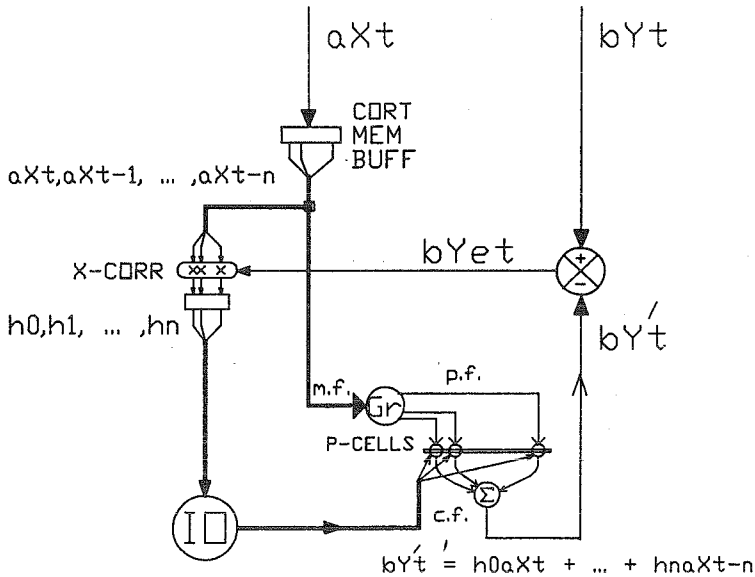 aXt
bYt
CORT
MEM
BUFF
aXt,aXt-1, ... ,aXt-n
bYet
+
-
X-CORR
xx x
h0,h1, ... ,hn
bY´t
m.f.
Gr
p.f.
P-CELLS
Σ
c.f.
IO
bY´t´ = h0aXt + ... + hnaXt-n